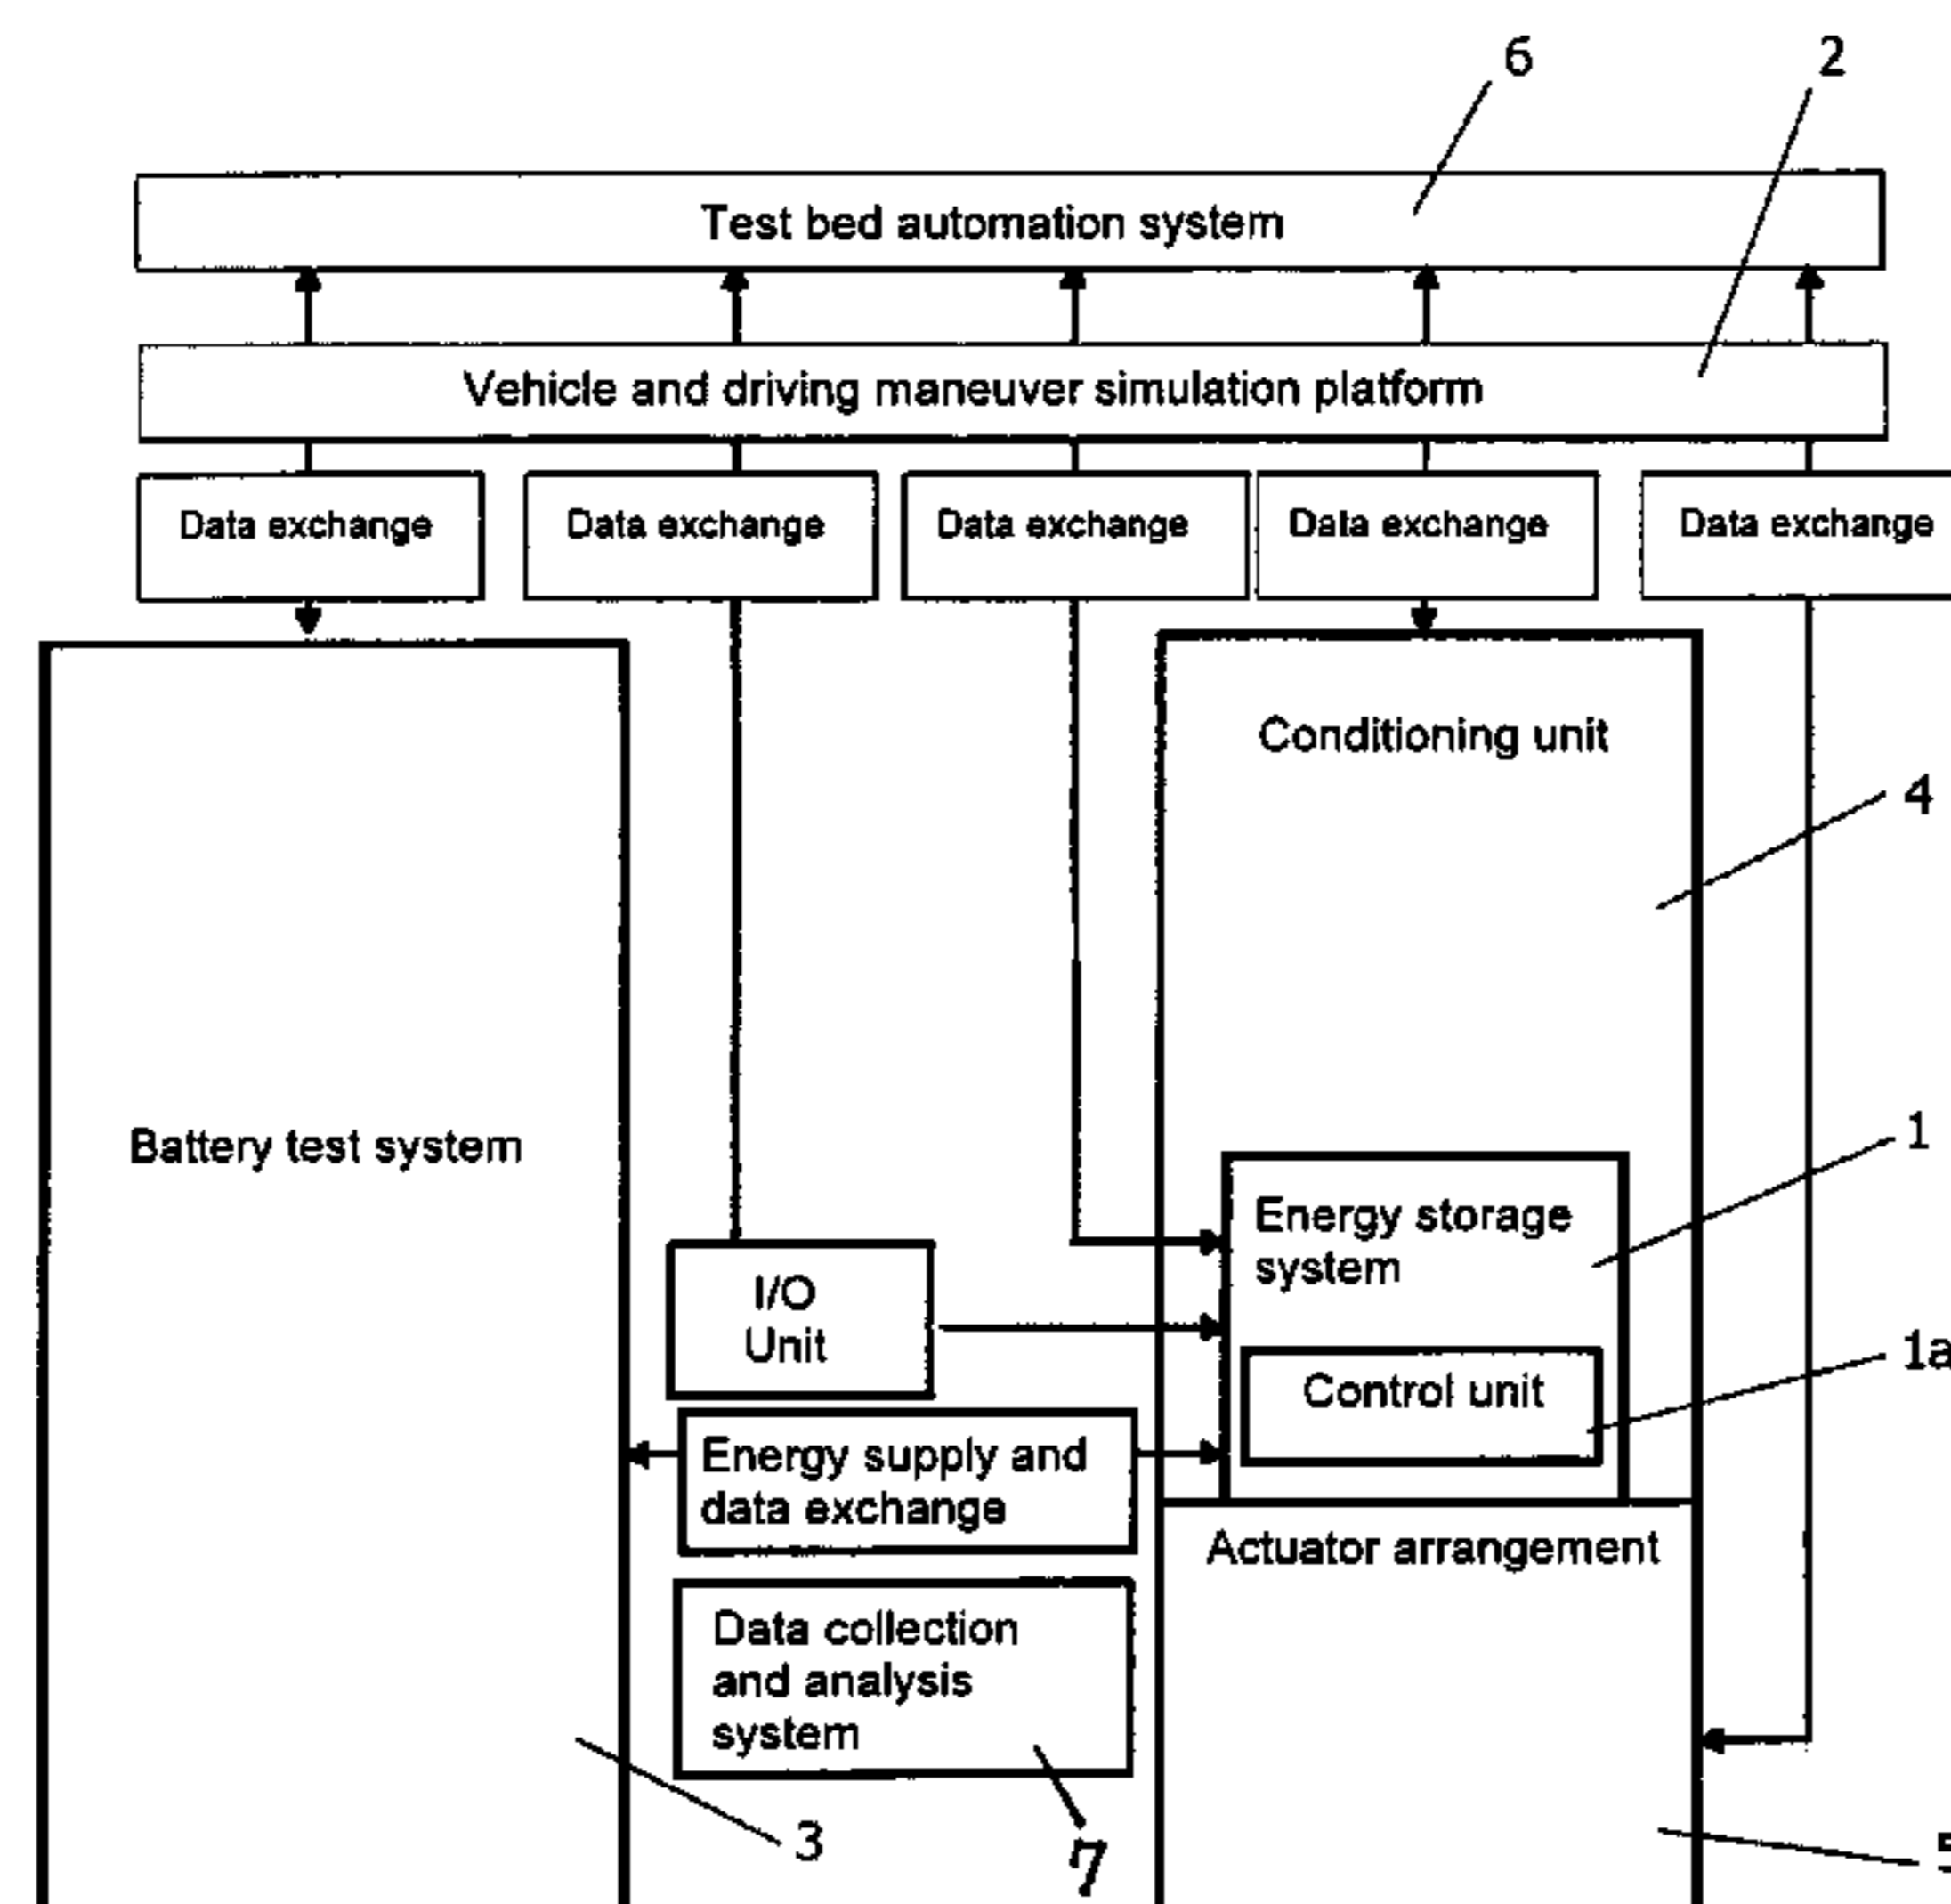 6
2
Test bed automation system
Vehicle and driving maneuver simulation platform
Data exchange
Data exchange
Data exchange
Data exchange
Data exchange
Conditioning unit
4
Battery test system
1
Energy storage
system
I/O
Unit
1a
Control unit
Energy supply and
data exchange
Actuator arrangement
Data collection
and analysis
system
3
7
5